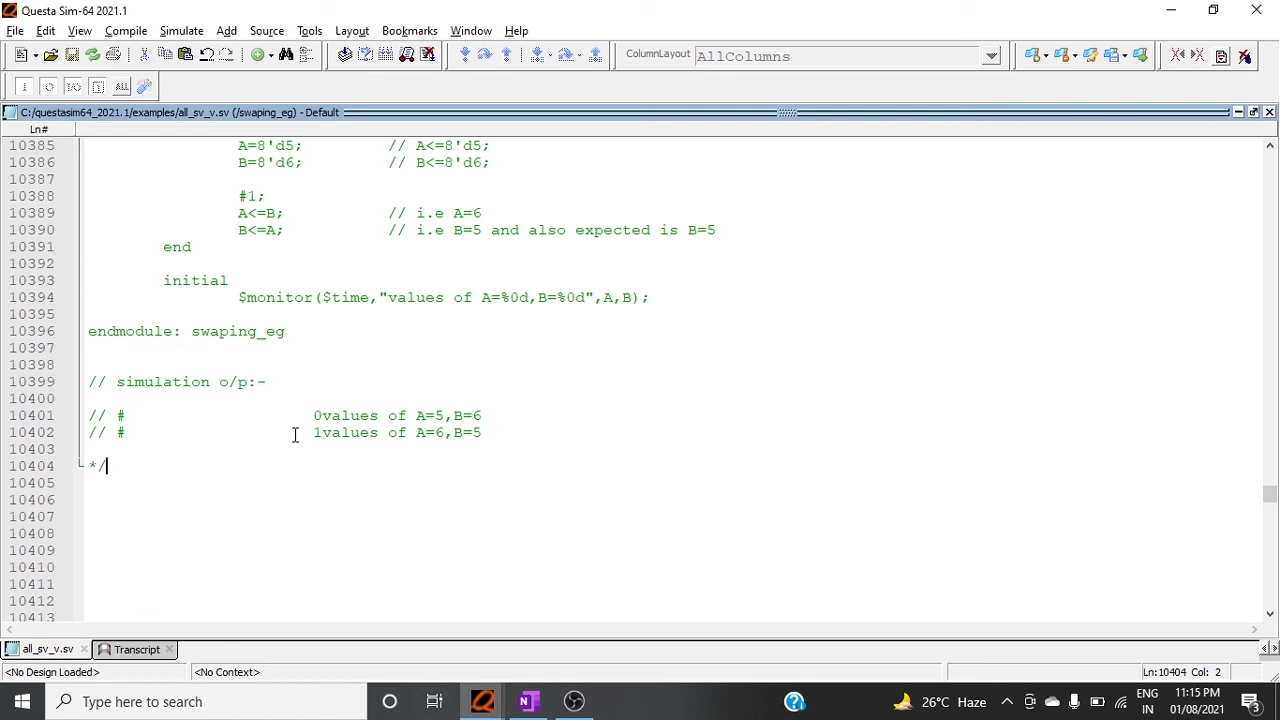 Questa Sim-64 2021.1
File Edit View Compile Simulate Add Source Tools Layout Bookmarks Window Help
ColumnLayout AllColumns
C:/questasim64_2021.1/examples/all_sv_v.sv (/swaping_eg) - Default
Ln#
10385 A=8'd5; // A<=8'd5;
10386 B=8'd6; // B<=8'd6;
10387
10388 #1;
10389 A<=B; // i.e A=6
10390 B<=A; // i.e B=5 and also expected is B=5
10391 end
10392
10393 initial
10394 $monitor($time,"values of A=%0d,B=%0d",A,B);
10395
10396 endmodule: swaping_eg
10397
10398
10399 // simulation o/p:-
10400
10401 // # 0values of A=5,B=6
10402 // # 1values of A=6,B=5
10403
10404 */
10405
10406
10407
10408
10409
10410
10411
10412
10413
all_sv_v.sv Transcript
<No Design Loaded> <No Context> Ln:10404 Col: 2
Type here to search 26°C Haze ENG IN 11:15 PM 01/08/2021 3